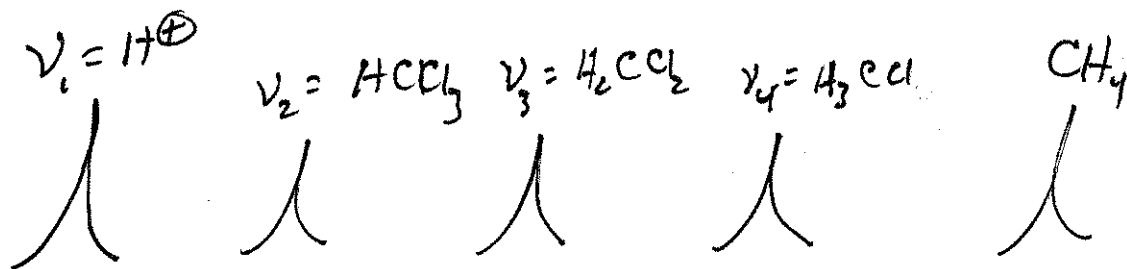 ν₁ = H⊕ ν₂ = HCCl₃ ν₃ = H₂CCl₂ ν₄ = H₃CCl CH₄